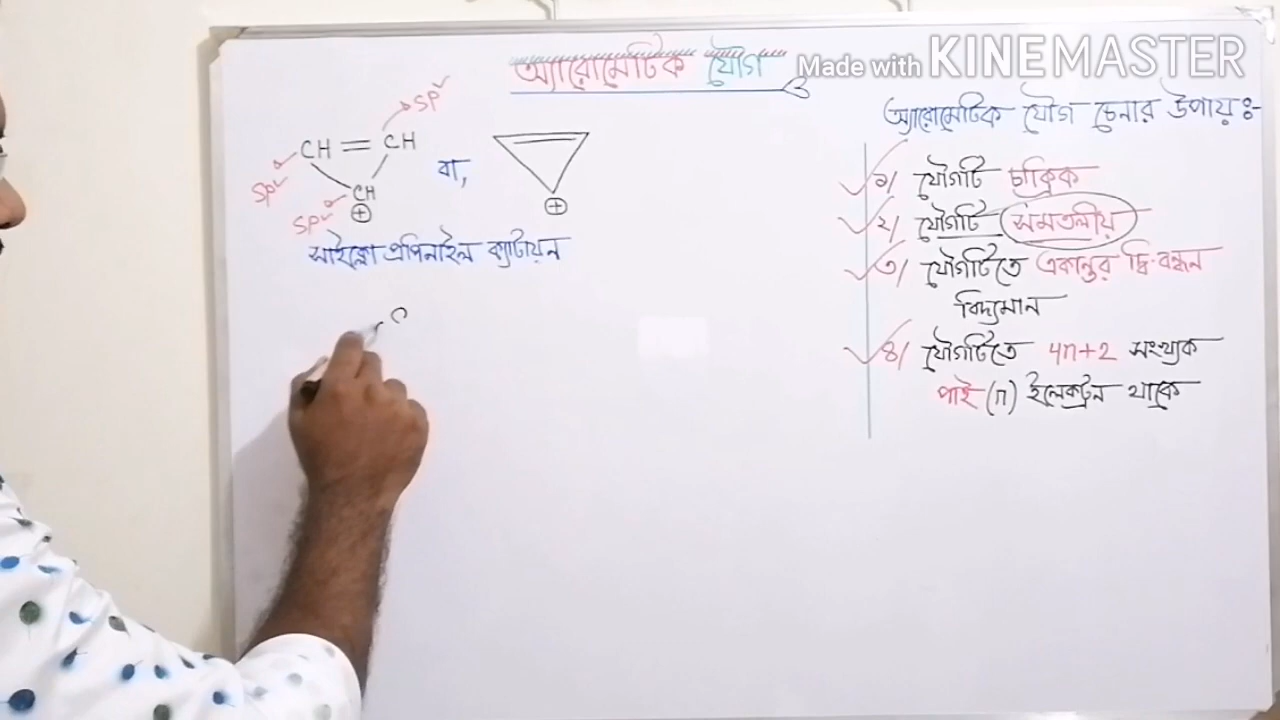 অ্যারোমেটিক যৌগ
Made with KINEMASTER
CH = CH → SP²
SP² CH
SP² ⊕
বা,
⊕
সাইক্লো প্রপিনাইল ক্যাটায়ন
C
অ্যারোমেটিক যৌগ চেনার উপায়ঃ-
১/ যৌগটি চাক্রিক
২/ যৌগটি সমতলীয়
৩/ যৌগটিতে একান্তর দ্বি-বন্ধন
বিদ্যমান
৪/ যৌগটিতে 4n+2 সংখ্যক
পাই (π) ইলেকট্রন থাকে